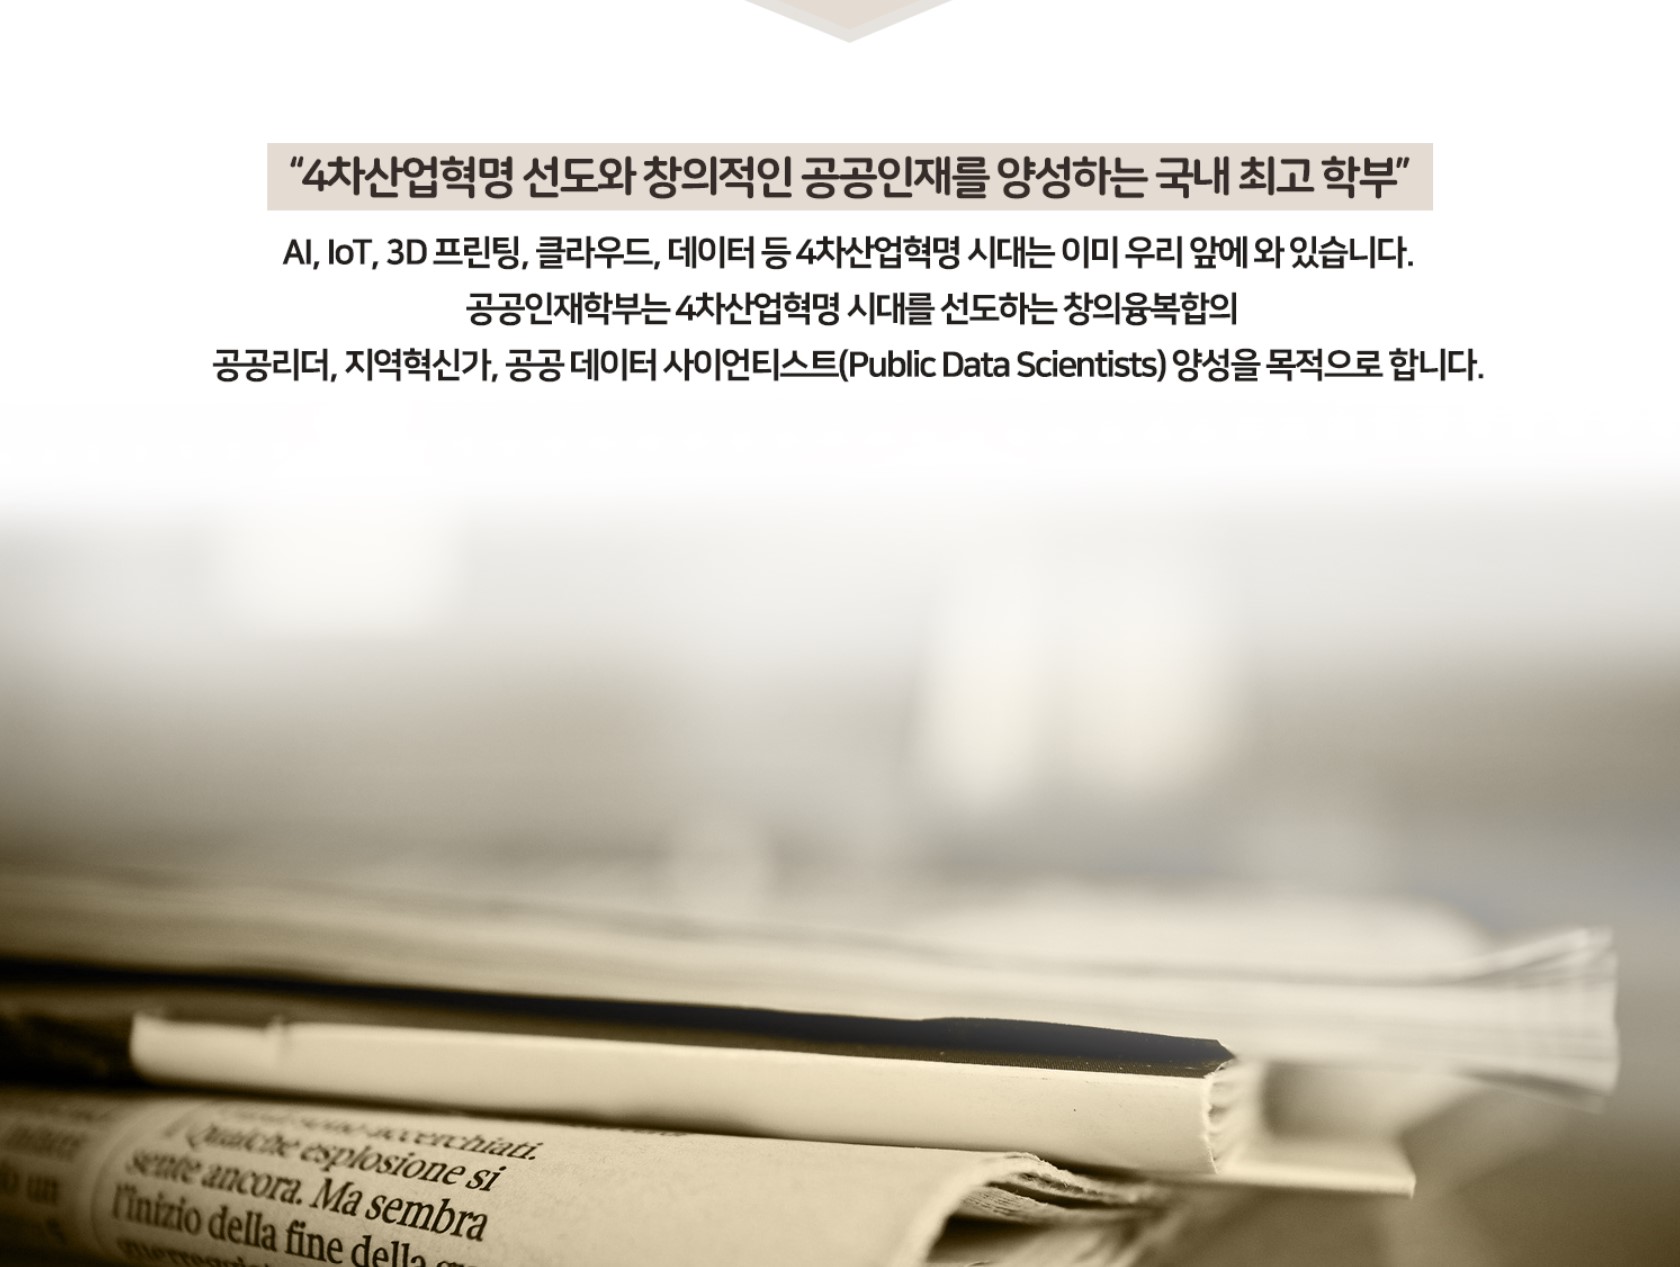 “4차산업혁명 선도와 창의적인 공공인재를 양성하는 국내 최고 학부”
AI, IoT, 3D 프린팅, 클라우드, 데이터 등 4차산업혁명 시대는 이미 우리 앞에 와 있습니다.
공공인재학부는 4차산업혁명 시대를 선도하는 창의융복합의
공공리더, 지역혁신가, 공공 데이터 사이언티스트(Public Data Scientists) 양성을 목적으로 합니다.
accerchiati.
Qualche esplosione si
sente ancora. Ma sembra
l'inizio della fine della
un